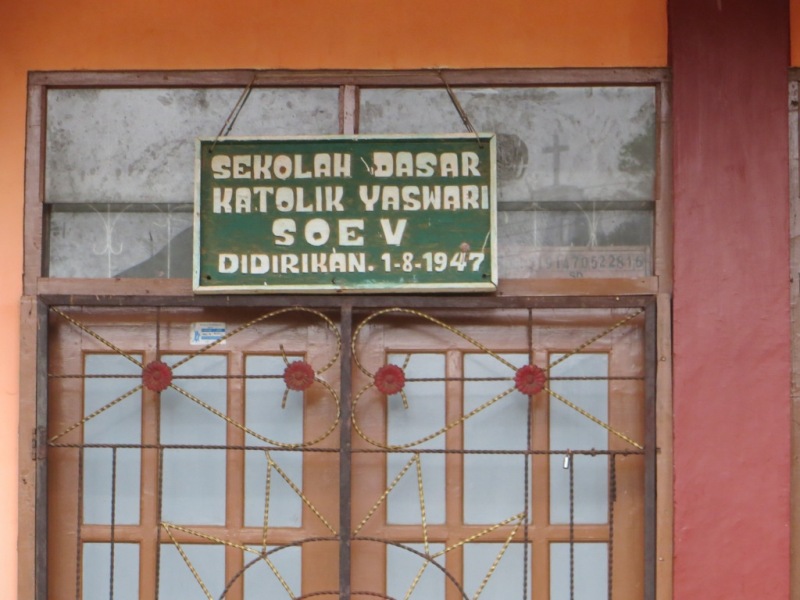 SEKOLAH DASAR
KATOLIK YASWARI
SOE V
DIDIRIKAN. 1-8-1947